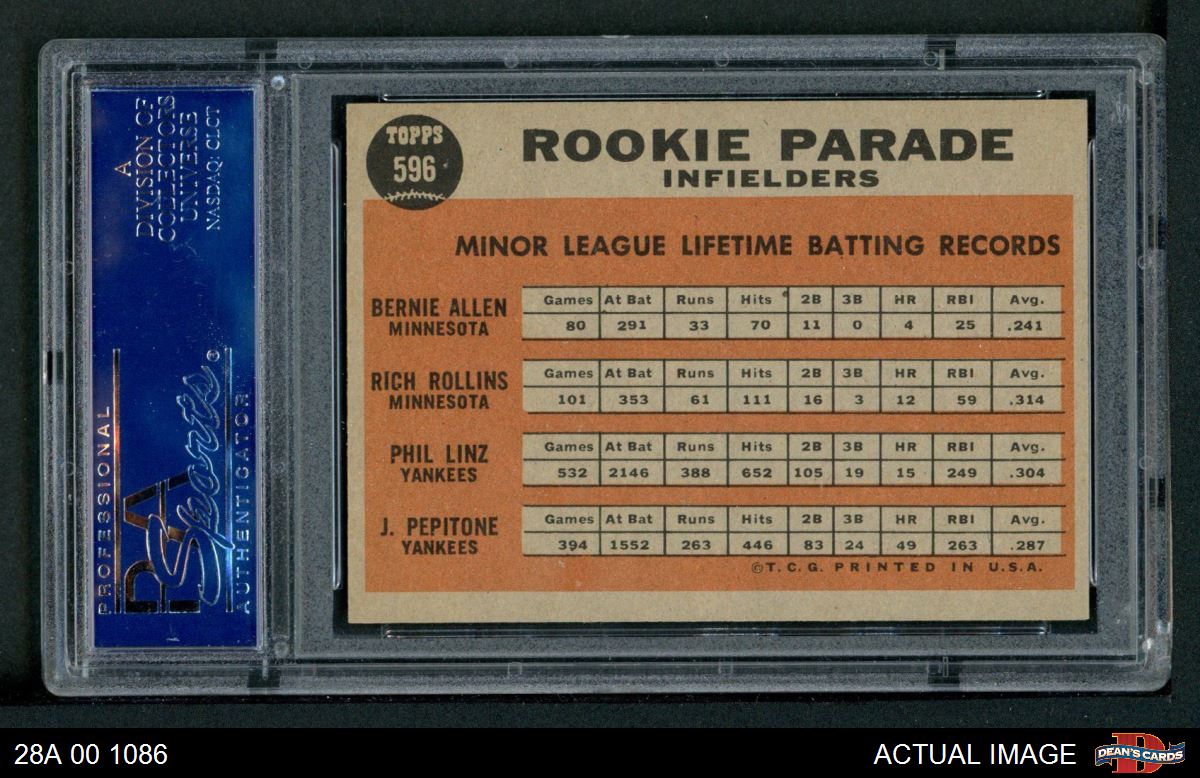 A
DIVISION OF
COLLECTORS
UNIVERSE
NASDAQ: CLCT
PROFESSIONAL
PSA
Sports®
AUTHENTICATOR
TOPPS
596
ROOKIE PARADE
INFIELDERS
MINOR LEAGUE LIFETIME BATTING RECORDS
BERNIE ALLEN
MINNESOTA
Games At Bat Runs Hits 2B 3B HR RBI Avg.
80 291 33 70 11 0 4 25 .241
RICH ROLLINS
MINNESOTA
Games At Bat Runs Hits 2B 3B HR RBI Avg.
101 353 61 111 16 3 12 59 .314
PHIL LINZ
YANKEES
Games At Bat Runs Hits 2B 3B HR RBI Avg.
532 2146 388 652 105 19 15 249 .304
J. PEPITONE
YANKEES
Games At Bat Runs Hits 2B 3B HR RBI Avg.
394 1552 263 446 83 24 49 263 .287
©T.C.G. PRINTED IN U.S.A.
28A 00 1086
ACTUAL IMAGE
D
DEAN'S CARDS